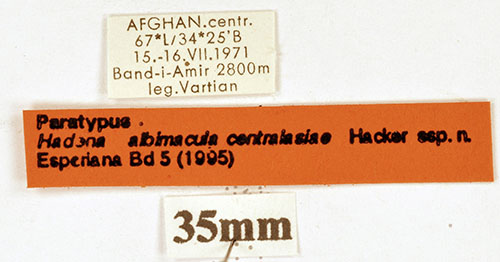 AFGHAN.centr.
67*L/34*25'B
15.-16.VII.1971
Band-i-Amir 2800m
leg.Vartian
Paratypus
Hadena albimacula centralasiae Hacker ssp. n.
Esperiana Bd 5 (1995)
35mm